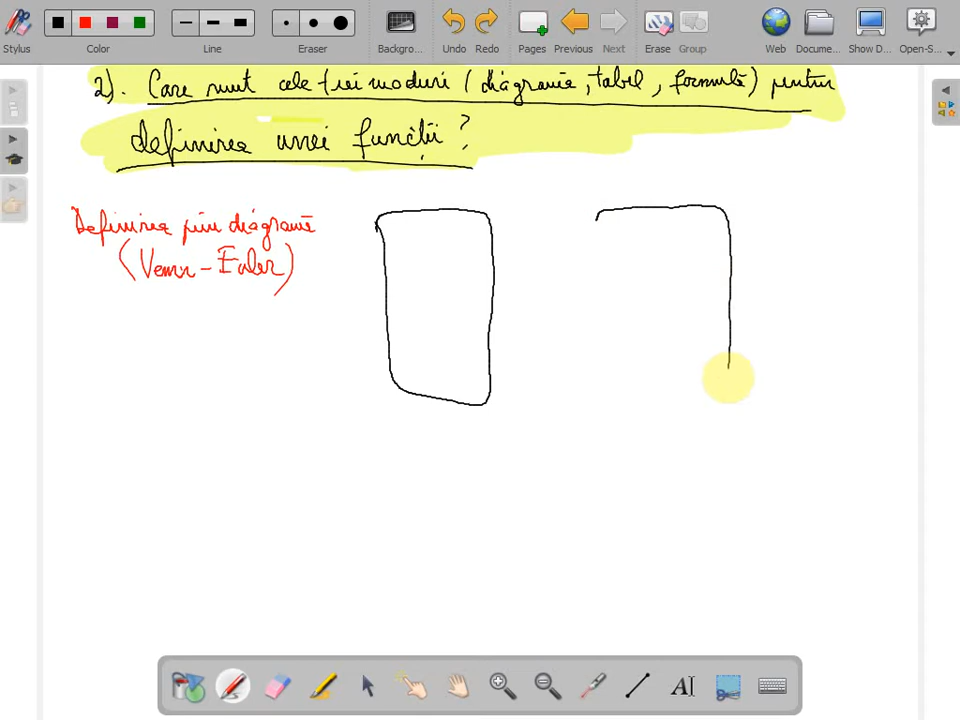 Stylus
Color
Line
Eraser
Backgro...
Undo
Redo
Pages
Previous
Next
Erase
Group
Web
Docume...
Show D...
Open-S...
2). Care sunt cele trei moduri (diagramă, tabel, formulă) pentru
definirea unei funcții?
Definirea prin diagramă
(Venn-Euler)
A